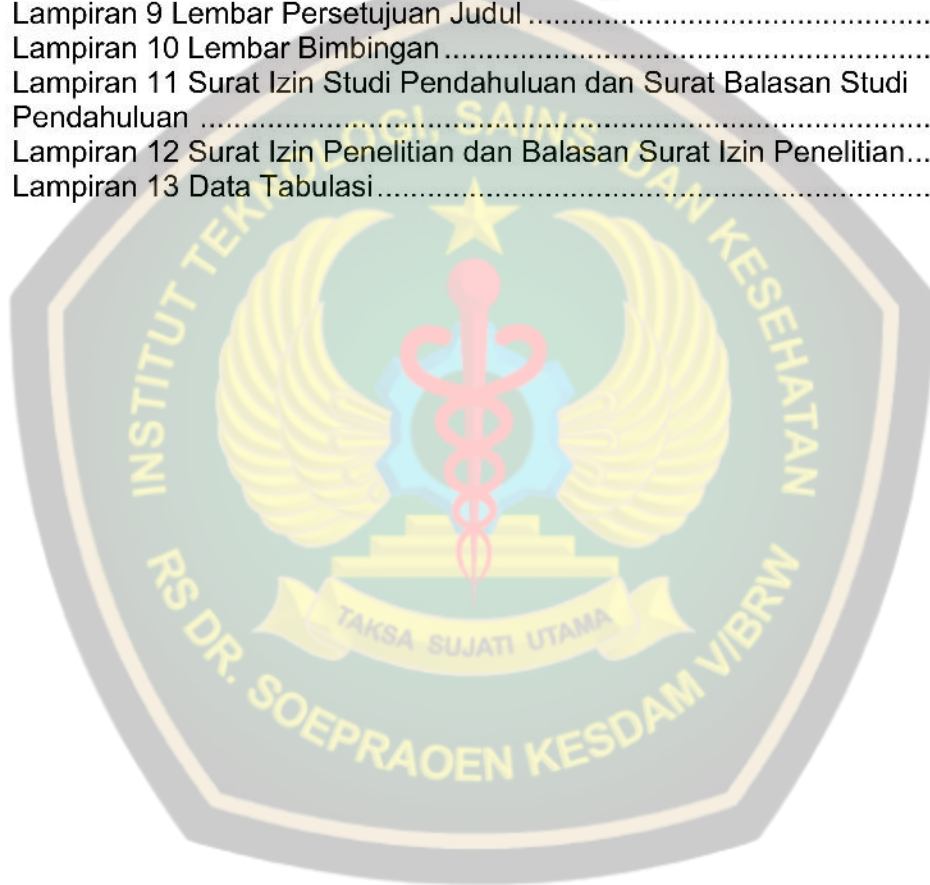 Lampiran 9 Lembar Persetujuan Judul ................................................
Lampiran 10 Lembar Bimbingan ..........................................................
Lampiran 11 Surat Izin Studi Pendahuluan dan Surat Balasan Studi
Pendahuluan ........................................................................................
Lampiran 12 Surat Izin Penelitian dan Balasan Surat Izin Penelitian...
Lampiran 13 Data Tabulasi..................................................................
INSTITUT TEKNOLOGI, SAINS, DAN KESEHATAN
TAKSA SUJATI UTAMA
RS DR. SOEPRAOEN KESDAM V/BRW